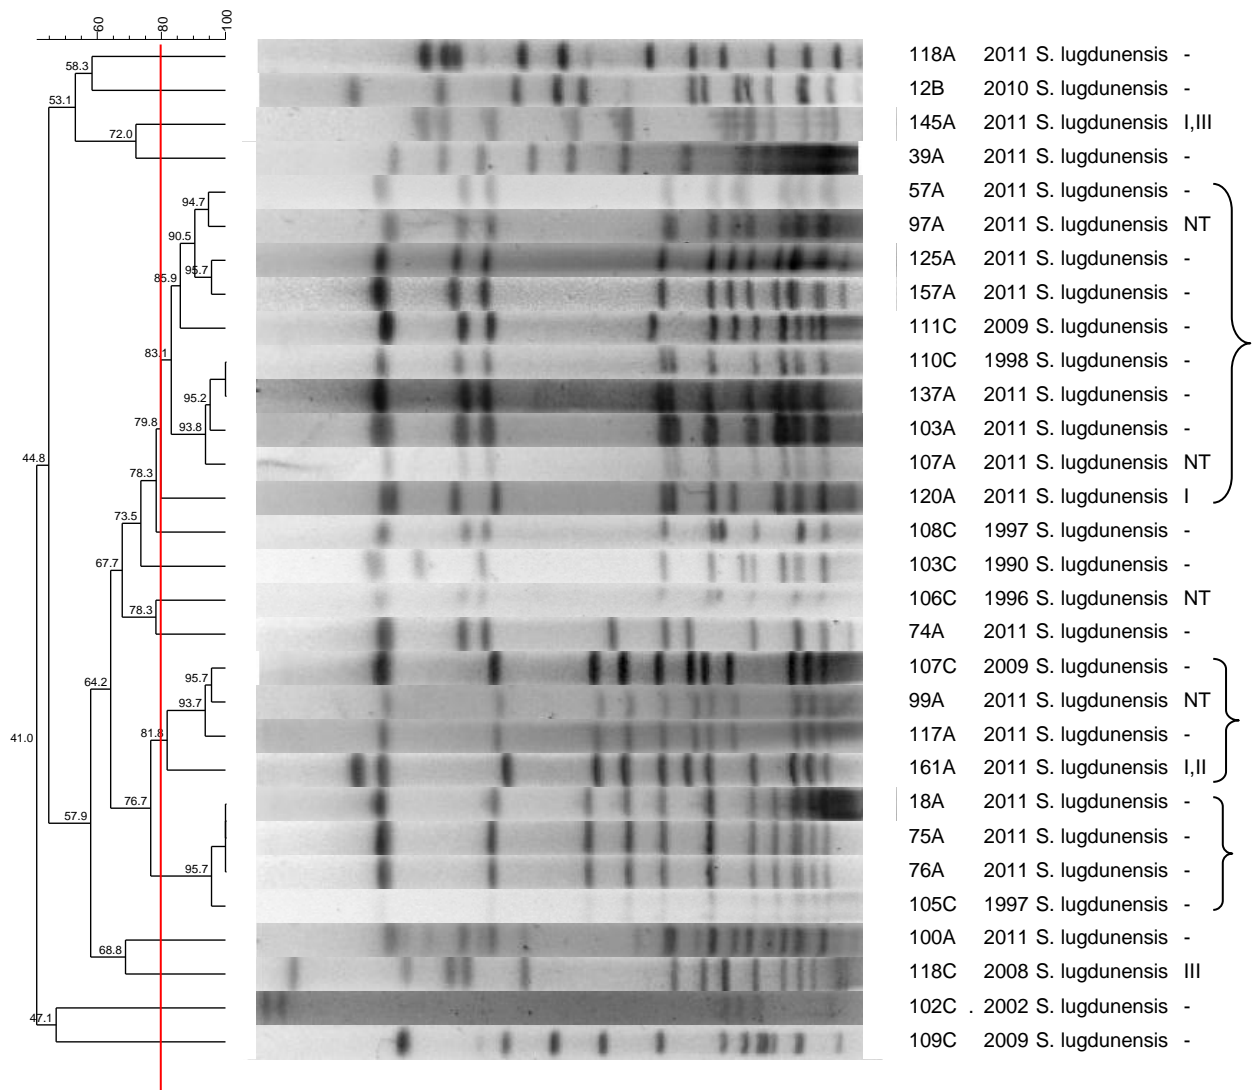 60 80 100
118A 2011 S. lugdunensis -
58.3
12B 2010 S. lugdunensis -
53.1
145A 2011 S. lugdunensis I,III
72.0
39A 2011 S. lugdunensis -
57A 2011 S. lugdunensis -
94.7
97A 2011 S. lugdunensis NT
90.5
125A 2011 S. lugdunensis -
95.7
85.9
157A 2011 S. lugdunensis -
111C 2009 S. lugdunensis -
83.1
110C 1998 S. lugdunensis -
137A 2011 S. lugdunensis -
95.2
103A 2011 S. lugdunensis -
79.8
93.8
107A 2011 S. lugdunensis NT
44.8
78.3
120A 2011 S. lugdunensis I
73.5
108C 1997 S. lugdunensis -
103C 1990 S. lugdunensis -
67.7
106C 1996 S. lugdunensis NT
78.3
74A 2011 S. lugdunensis -
107C 2009 S. lugdunensis -
95.7
64.2
99A 2011 S. lugdunensis NT
93.7
117A 2011 S. lugdunensis -
81.8
41.0
161A 2011 S. lugdunensis I,II
18A 2011 S. lugdunensis -
76.7
57.9
75A 2011 S. lugdunensis -
76A 2011 S. lugdunensis -
95.7
105C 1997 S. lugdunensis -
100A 2011 S. lugdunensis -
68.8
118C 2008 S. lugdunensis III
102C . 2002 S. lugdunensis -
47.1
109C 2009 S. lugdunensis -